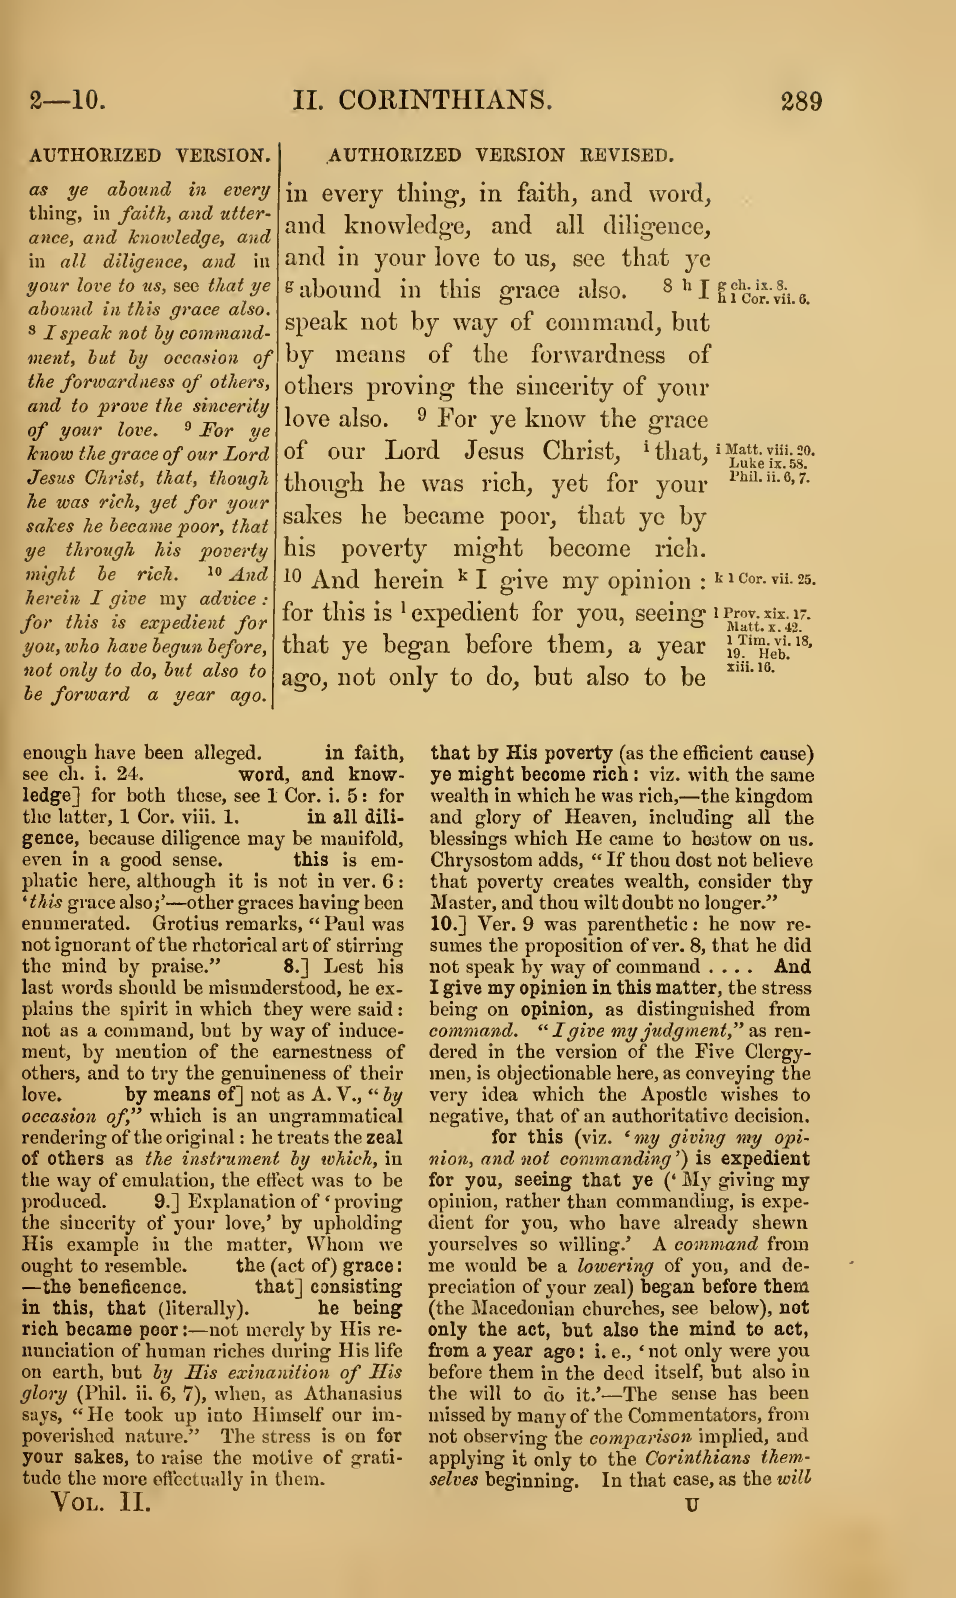 2—10.
II. CORINTHIANS.
289
AUTHORIZED VERSION.
as ye abound in every
thing, in faith, and utter-
ance, and knowledge, and
in all diligence, and in
your love to us, see that ye
abound in this grace also.
8 I speak not by command-
ment, but by occasion of
the forwardness of others,
and to prove the sincerity
of your love. 9 For ye
know the grace of our Lord
Jesus Christ, that, though
he was rich, yet for your
sakes he became poor, that
ye through his poverty
might be rich. 10 And
herein I give my advice :
for this is expedient for
you, who have begun before,
not only to do, but also to
be forward a year ago.
AUTHORIZED VERSION REVISED.
in every thing, in faith, and word,
and knowledge, and all diligence,
and in your love to us, see that ye
g abound in this grace also. 8 h I
speak not by way of command, but
by means of the forwardness of
others proving the sincerity of your
love also. 9 For ye know the grace
of our Lord Jesus Christ, i that,
though he was rich, yet for your
sakes he became poor, that ye by
his poverty might become rich.
10 And herein k I give my opinion :
for this is l expedient for you, seeing
that ye began before them, a year
ago, not only to do, but also to be
g ch. ix. 8.
h 1 Cor. vii. 6.
i Matt. viii. 20.
Luke ix. 58.
Phil. ii. 6, 7.
k 1 Cor. vii. 25.
l Prov. xix. 17.
Matt. x. 42.
1 Tim. vi. 18,
19. Heb.
xiii. 16.
enough have been alleged. in faith,
see ch. i. 24. word, and know-
ledge] for both these, see 1 Cor. i. 5: for
the latter, 1 Cor. viii. 1. in all dili-
gence, because diligence may be manifold,
even in a good sense. this is em-
phatic here, although it is not in ver. 6:
‘this grace also;’—other graces having been
enumerated. Grotius remarks, “Paul was
not ignorant of the rhetorical art of stirring
the mind by praise.” 8.] Lest his
last words should be misunderstood, he ex-
plains the spirit in which they were said:
not as a command, but by way of induce-
ment, by mention of the earnestness of
others, and to try the genuineness of their
love. by means of] not as A. V., “by
occasion of,” which is an ungrammatical
rendering of the original: he treats the zeal
of others as the instrument by which, in
the way of emulation, the effect was to be
produced. 9.] Explanation of ‘proving
the sincerity of your love,’ by upholding
His example in the matter, Whom we
ought to resemble. the (act of) grace:
—the beneficence. that] consisting
in this, that (literally). he being
rich became poor:—not merely by His re-
nunciation of human riches during His life
on earth, but by His exinanition of His
glory (Phil. ii. 6, 7), when, as Athanasius
says, “He took up into Himself our im-
poverished nature.” The stress is on for
your sakes, to raise the motive of grati-
tude the more effectually in them.
that by His poverty (as the efficient cause)
ye might become rich: viz. with the same
wealth in which he was rich,—the kingdom
and glory of Heaven, including all the
blessings which He came to bestow on us.
Chrysostom adds, “If thou dost not believe
that poverty creates wealth, consider thy
Master, and thou wilt doubt no longer.”
10.] Ver. 9 was parenthetic: he now re-
sumes the proposition of ver. 8, that he did
not speak by way of command . . . . And
I give my opinion in this matter, the stress
being on opinion, as distinguished from
command. “I give my judgment,” as ren-
dered in the version of the Five Clergy-
men, is objectionable here, as conveying the
very idea which the Apostle wishes to
negative, that of an authoritative decision.
for this (viz. ‘my giving my opi-
nion, and not commanding’) is expedient
for you, seeing that ye (‘My giving my
opinion, rather than commanding, is expe-
dient for you, who have already shewn
yourselves so willing.’ A command from
me would be a lowering of you, and de-
preciation of your zeal) began before them
(the Macedonian churches, see below), not
only the act, but also the mind to act,
from a year ago: i. e., ‘not only were you
before them in the deed itself, but also in
the will to do it.’—The sense has been
missed by many of the Commentators, from
not observing the comparison implied, and
applying it only to the Corinthians them-
selves beginning. In that case, as the will
VOL. II.
U